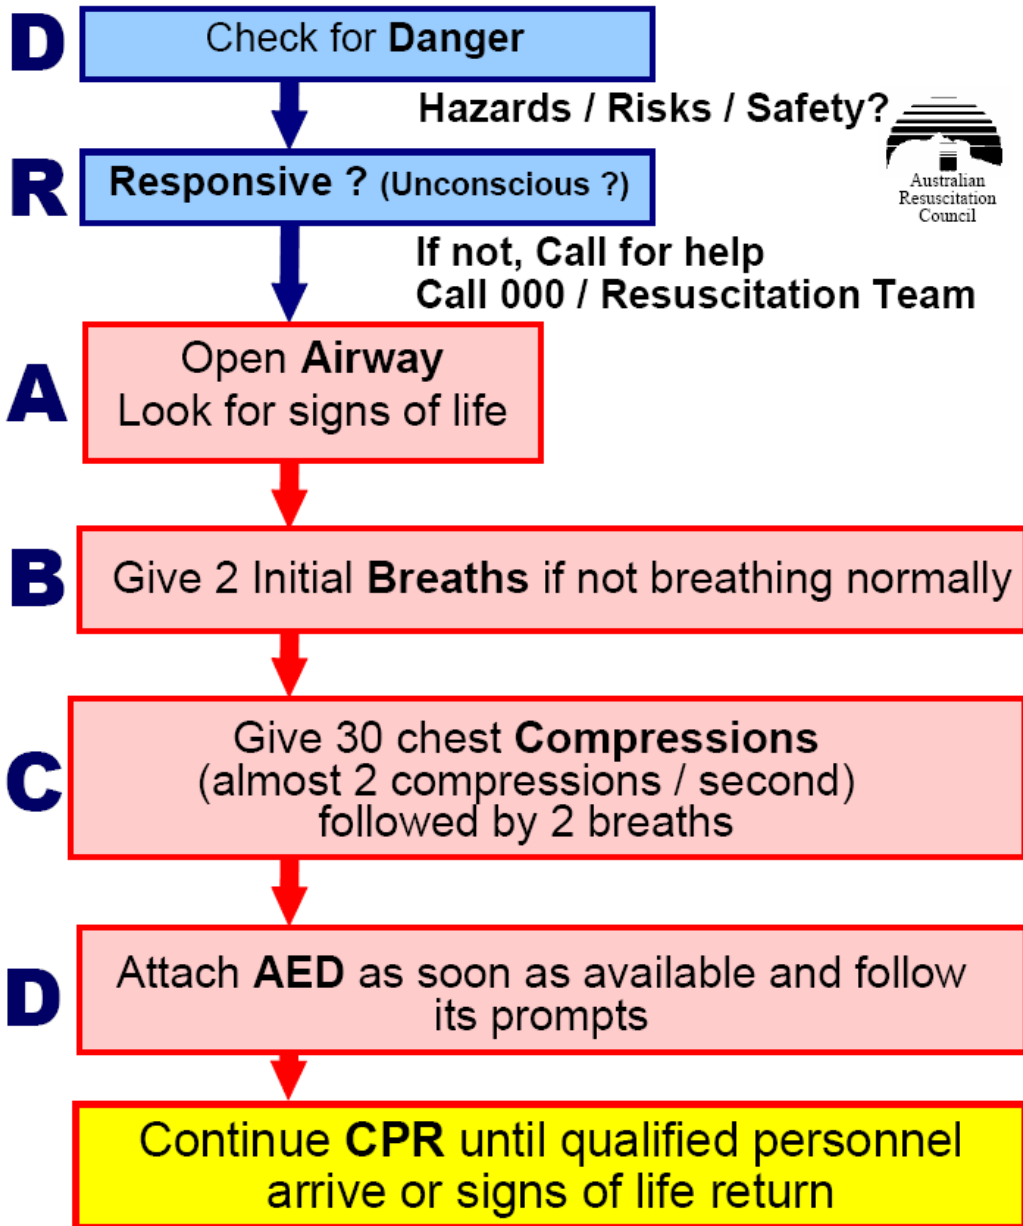 D
Check for Danger
Hazards / Risks / Safety?
Australian
Resuscitation
Council
R
Responsive ? (Unconscious ?)
If not, Call for help
Call 000 / Resuscitation Team
A
Open Airway
Look for signs of life
B
Give 2 Initial Breaths if not breathing normally
C
Give 30 chest Compressions
(almost 2 compressions / second)
followed by 2 breaths
D
Attach AED as soon as available and follow
its prompts
Continue CPR until qualified personnel
arrive or signs of life return